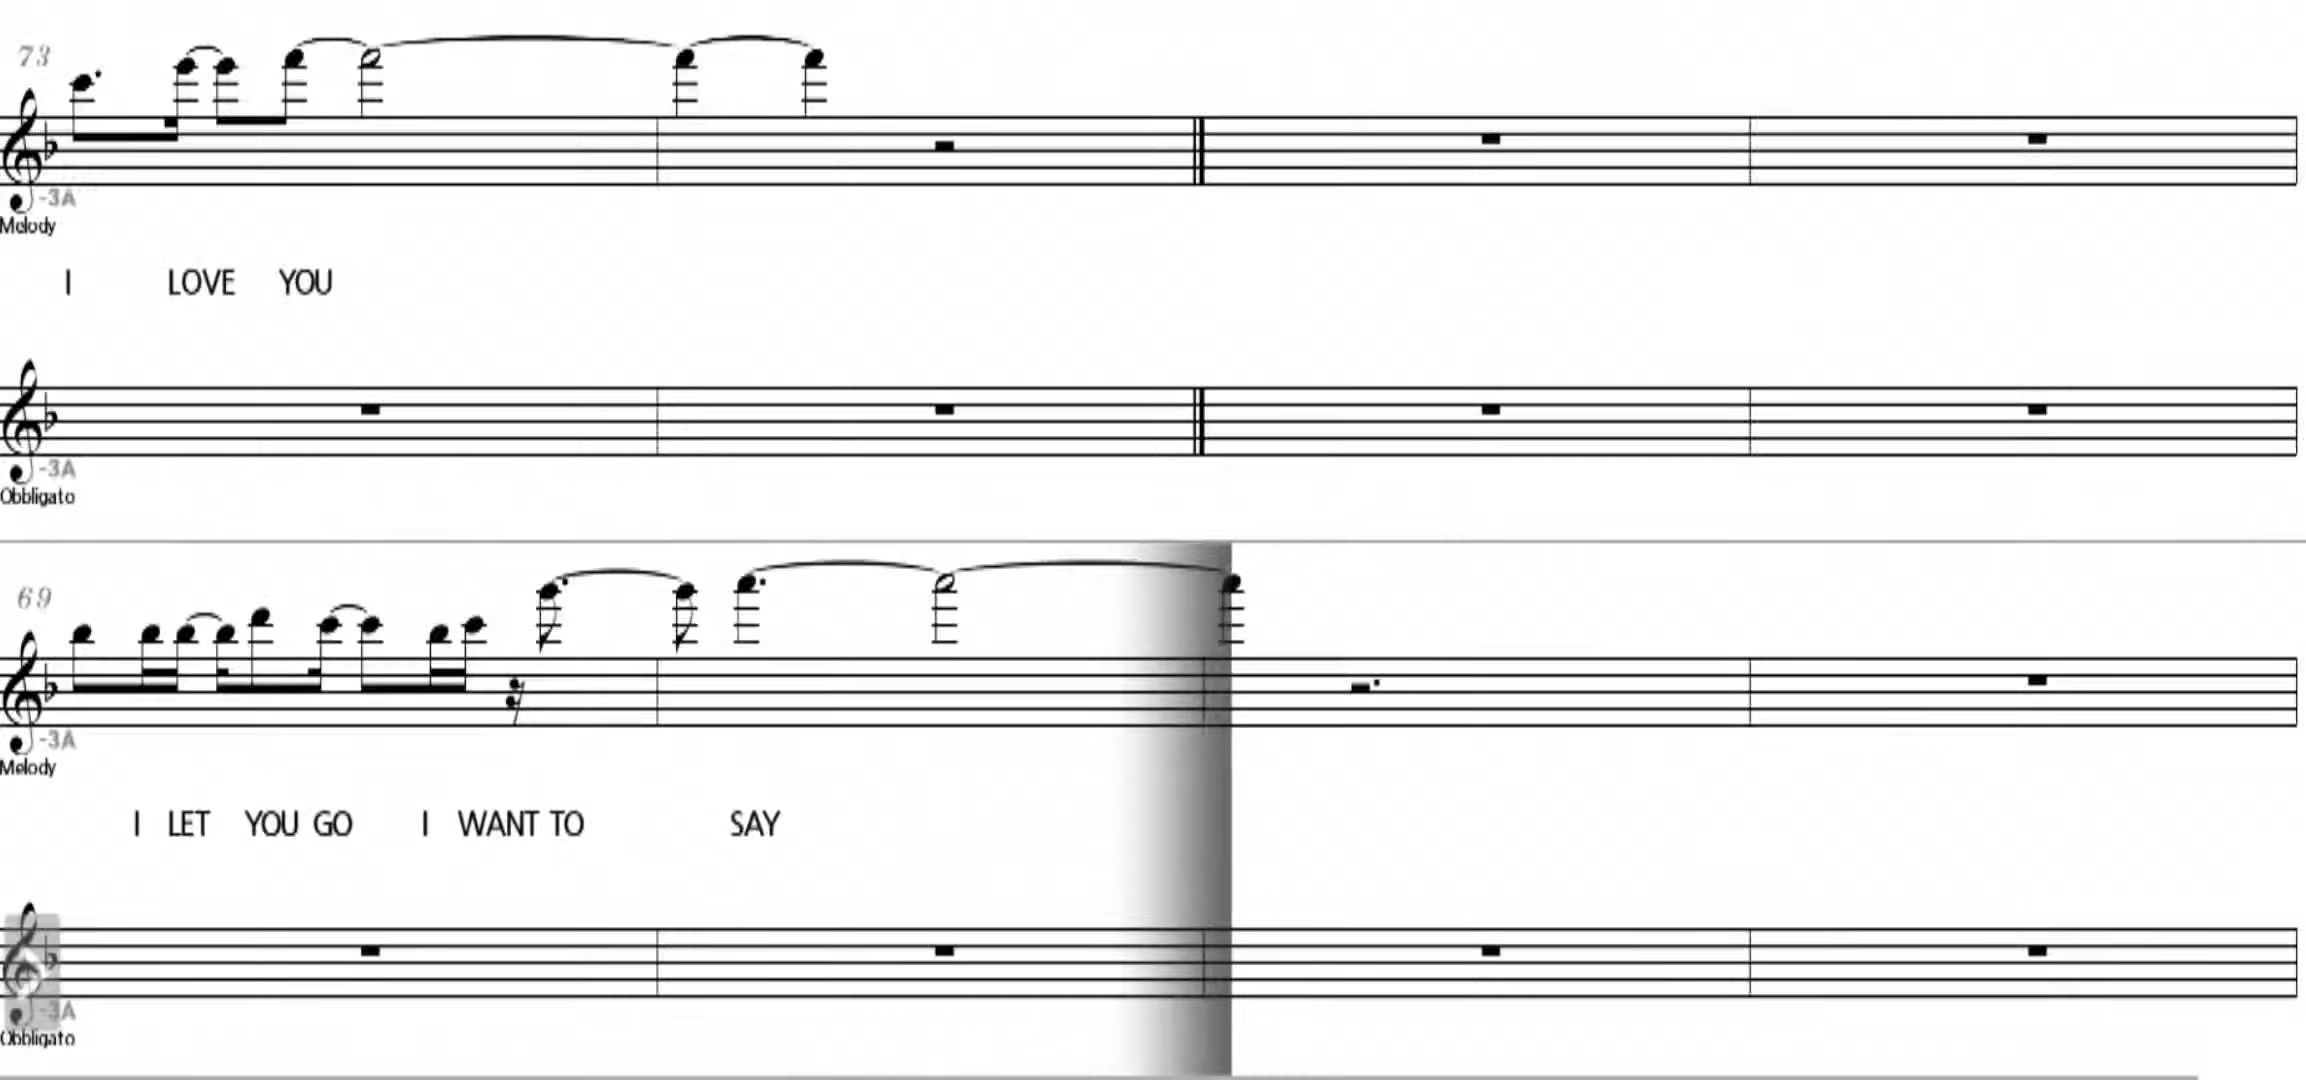 73
-3A
Melody
I LOVE YOU
-3A
Obbligato
69
-3A
Melody
I LET YOU GO I WANT TO SAY
-3A
Obbligato